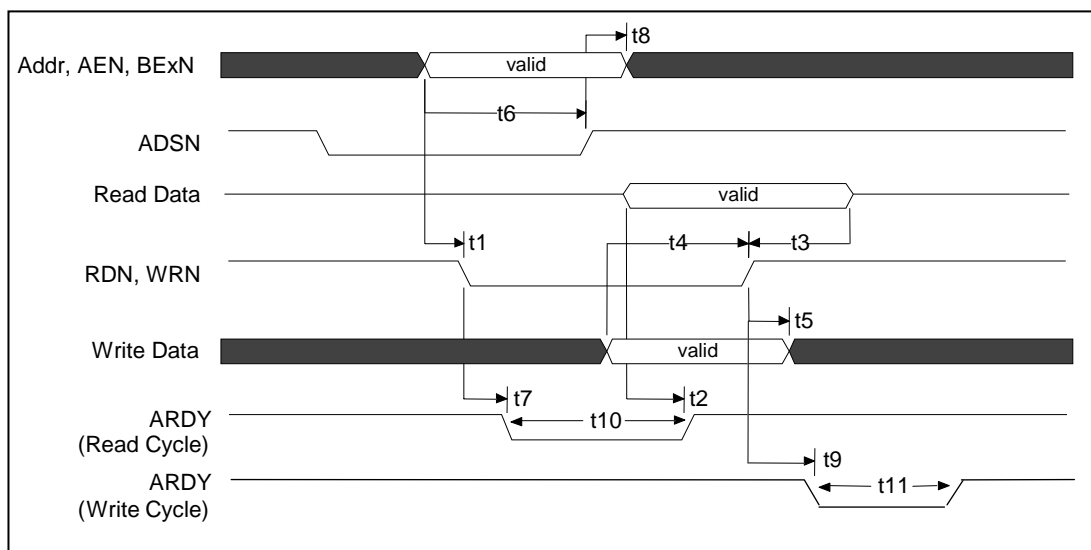 t8
Addr, AEN, BExN
valid
t6
ADSN
Read Data
valid
t1
t4
t3
RDN, WRN
t5
Write Data
valid
t7
t10
t2
ARDY
(Read Cycle)
t9
ARDY
t11
(Write Cycle)